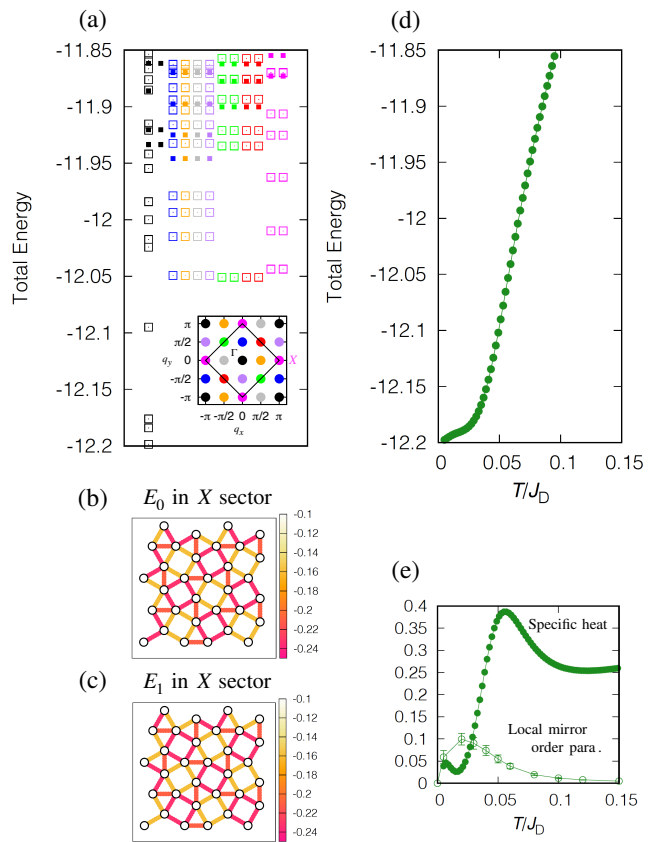 (a)
-11.85
-11.9
-11.95
-12
-12.05
-12.1
-12.15
-12.2
Total Energy
π
π/2
0
-π/2
-π
q_y
Γ
X
-π -π/2 0 π/2 π
q_x
(d)
-11.85
-11.9
-11.95
-12
-12.05
-12.1
-12.15
-12.2
Total Energy
0 0.05 0.1 0.15
T/J_D
(b) E_0 in X sector
-0.1
-0.12
-0.14
-0.16
-0.18
-0.2
-0.22
-0.24
(c) E_1 in X sector
-0.1
-0.12
-0.14
-0.16
-0.18
-0.2
-0.22
-0.24
(e)
0.4
0.35
0.3
0.25
0.2
0.15
0.1
0.05
0
Specific heat
Local mirror
order para.
0 0.05 0.1 0.15
T/J_D